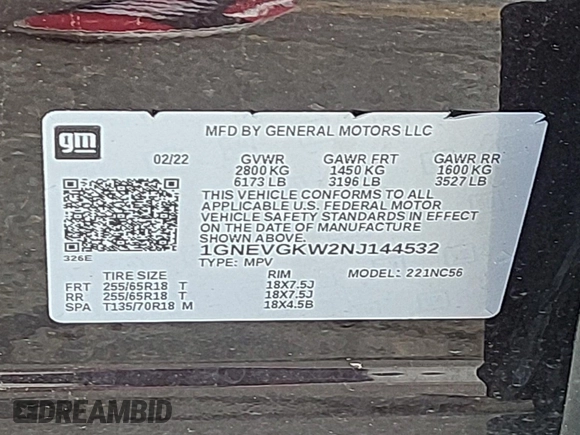 gm
MFD BY GENERAL MOTORS LLC
02/22 GVWR GAWR FRT GAWR RR
2800 KG 1450 KG 1600 KG
6173 LB 3196 LB 3527 LB
THIS VEHICLE CONFORMS TO ALL
APPLICABLE U.S. FEDERAL MOTOR
VEHICLE SAFETY STANDARDS IN EFFECT
ON THE DATE OF MANUFACTURE
SHOWN ABOVE.
326E
1GNEVGKW2NJ144532
TYPE: MPV MODEL: 221NC56
TIRE SIZE RIM
FRT 255/65R18 T 18X7.5J
RR 255/65R18 T 18X7.5J
SPA T135/70R18 M 18X4.5B
DREAMBID